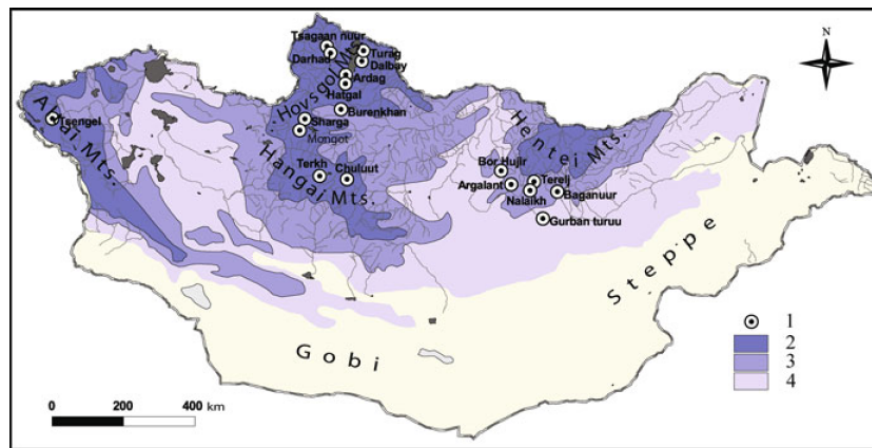 N
Tsagaan nuur
Turag
Darhad
Dalbay
Ardag
Hovsgol Mts.
Hatgal
Burenkhan
Sharga
Mongot
Tsengel
Altai Mts.
Terkh
Chuluut
Hangai Mts.
Hentei Mts.
Bor Hujir
Terelj
Argalant
Baganuur
Nalaikh
Gurban turuu
Steppe
Gobi
1
2
3
4
0 200 400 km